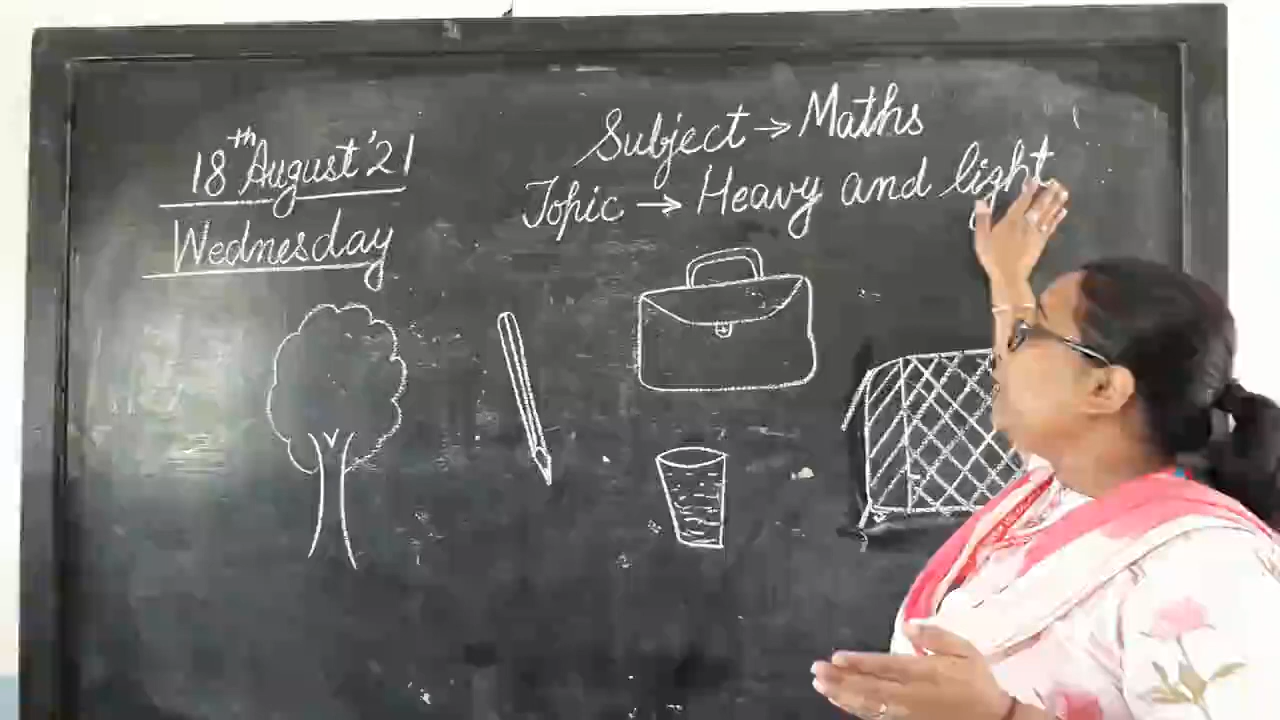 18th August '21
Wednesday
Subject → Maths
Topic → Heavy and light